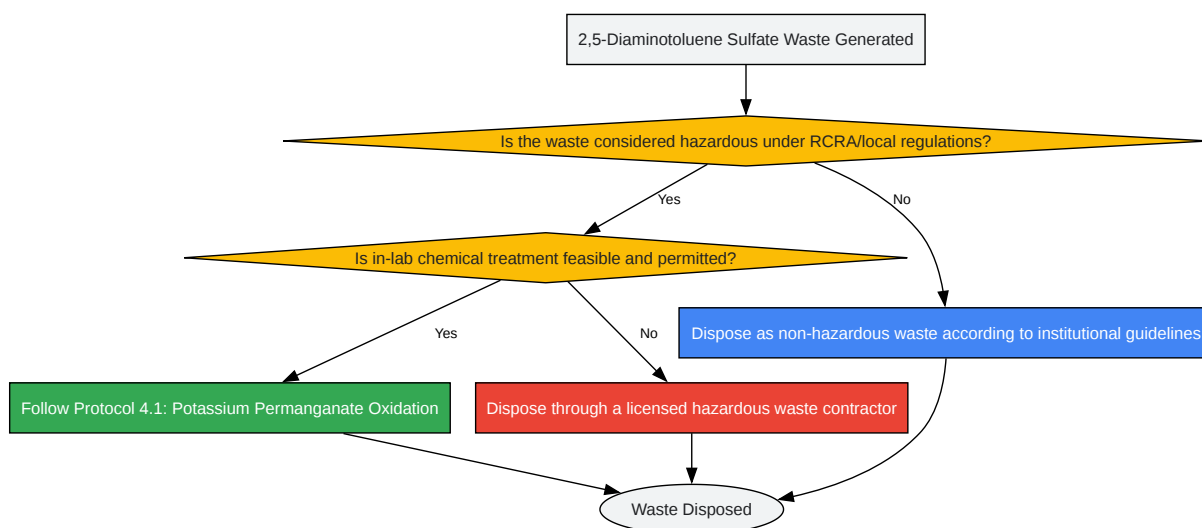 2,5-Diaminotoluene Sulfate Waste Generated
Is the waste considered hazardous under RCRA/local regulations?
Yes
No
Is in-lab chemical treatment feasible and permitted?
Yes
No
Dispose as non-hazardous waste according to institutional guidelines
Follow Protocol 4.1: Potassium Permanganate Oxidation
Dispose through a licensed hazardous waste contractor
Waste Disposed